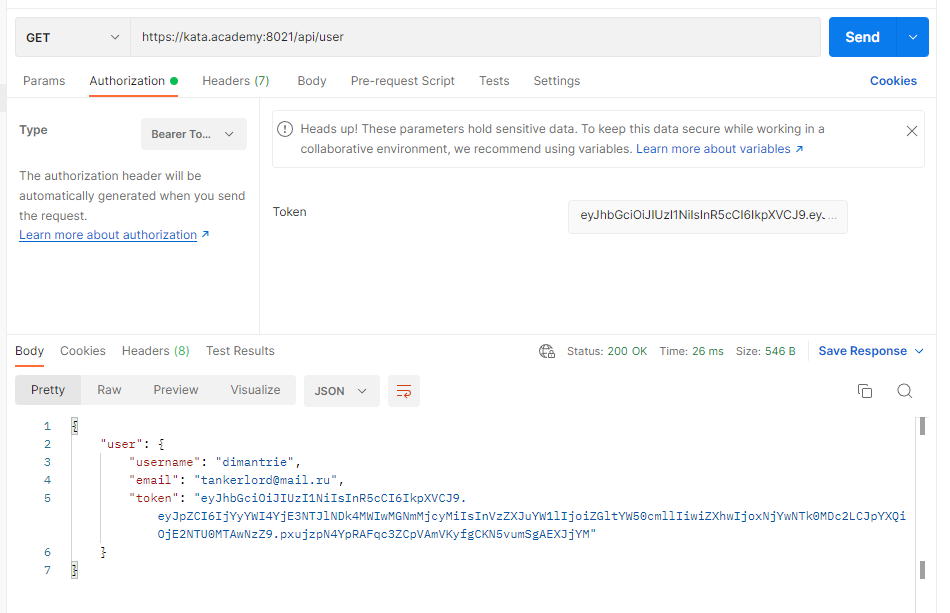 GET https://kata.academy:8021/api/user Send
Params Authorization Headers (7) Body Pre-request Script Tests Settings Cookies
Type Bearer To...
Heads up! These parameters hold sensitive data. To keep this data secure while working in a
collaborative environment, we recommend using variables. Learn more about variables ↗
The authorization header will be
automatically generated when you send
the request.
Learn more about authorization ↗
Token eyJhbGciOiJIUzI1NiIsInR5cCI6IkpXVCJ9.ey. ...
Body Cookies Headers (8) Test Results Status: 200 OK Time: 26 ms Size: 546 B Save Response
Pretty Raw Preview Visualize JSON
1 {
2 "user": {
3 "username": "dimantrie",
4 "email": "tankerlord@mail.ru",
5 "token": "eyJhbGciOiJIUzI1NiIsInR5cCI6IkpXVCJ9.
eyJpZCI6IjYyYWI4YjE3NTJlNDk4MWIwMGNmMjcyMiIsInVzZXJuYW1lIjoiZGltYW50cmllIiwiZXhwIjoxNjYwNTk0MDc2LCJpYXQi
OjE2NTU0MTAwNzZ9.pxujzpN4YpRAFqc3ZCpVAmVKyfgCKN5vumSgAEXJjYM"
6 }
7 }